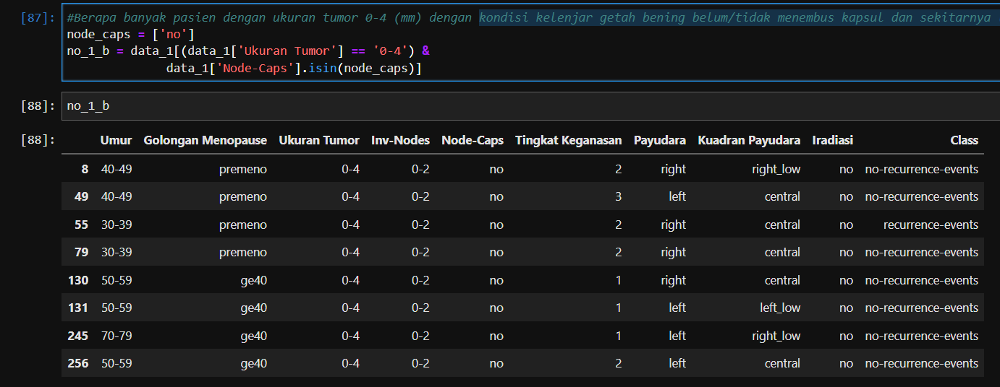 [87]: #Berapa banyak pasien dengan ukuran tumor 0-4 (mm) dengan kondisi kelenjar getah bening belum/tidak menembus kapsul dan sekitarnya
node_caps = ['no']
no_1_b = data_1[(data_1['Ukuran Tumor'] == '0-4') &
data_1['Node-Caps'].isin(node_caps)]
[88]: no_1_b
[88]: Umur Golongan Menopause Ukuran Tumor Inv-Nodes Node-Caps Tingkat Keganasan Payudara Kuadran Payudara Iradiasi Class
8 40-49 premeno 0-4 0-2 no 2 right right_low no no-recurrence-events
49 40-49 premeno 0-4 0-2 no 3 left central no no-recurrence-events
55 30-39 premeno 0-4 0-2 no 2 right central no recurrence-events
79 30-39 premeno 0-4 0-2 no 2 right central no no-recurrence-events
130 50-59 ge40 0-4 0-2 no 1 right central no no-recurrence-events
131 50-59 ge40 0-4 0-2 no 1 left left_low no no-recurrence-events
245 70-79 ge40 0-4 0-2 no 1 left right_low no no-recurrence-events
256 50-59 ge40 0-4 0-2 no 2 left central no no-recurrence-events